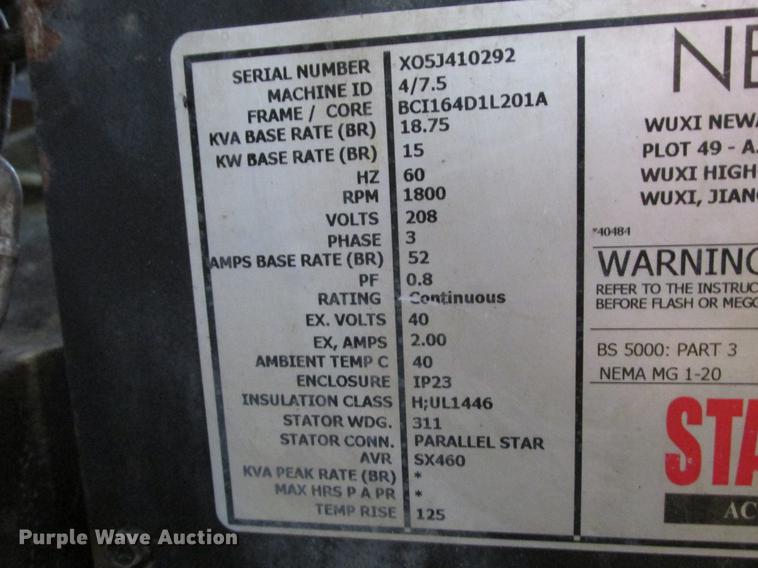 SERIAL NUMBER XO5J410292
MACHINE ID 4/7.5
FRAME / CORE BCI164D1L201A
KVA BASE RATE (BR) 18.75
KW BASE RATE (BR) 15
HZ 60
RPM 1800
VOLTS 208
PHASE 3
AMPS BASE RATE (BR) 52
PF 0.8
RATING Continuous
EX. VOLTS 40
EX, AMPS 2.00
AMBIENT TEMP C 40
ENCLOSURE IP23
INSULATION CLASS H;UL1446
STATOR WDG. 311
STATOR CONN. PARALLEL STAR
AVR SX460
KVA PEAK RATE (BR) *
MAX HRS P A PR *
TEMP RISE 125
NE
WUXI NEWA
PLOT 49 - A.
WUXI HIGH
WUXI, JIANG
*40484
WARNING
REFER TO THE INSTRUC
BEFORE FLASH OR MEGG
BS 5000: PART 3
NEMA MG 1-20
STA
AC
Purple Wave Auction